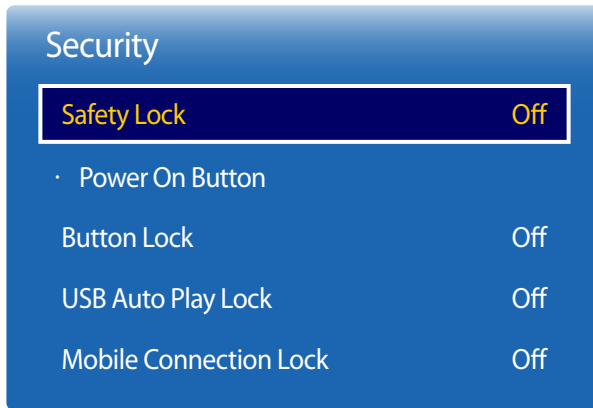 Security
Safety Lock Off
· Power On Button
Button Lock Off
USB Auto Play Lock Off
Mobile Connection Lock Off